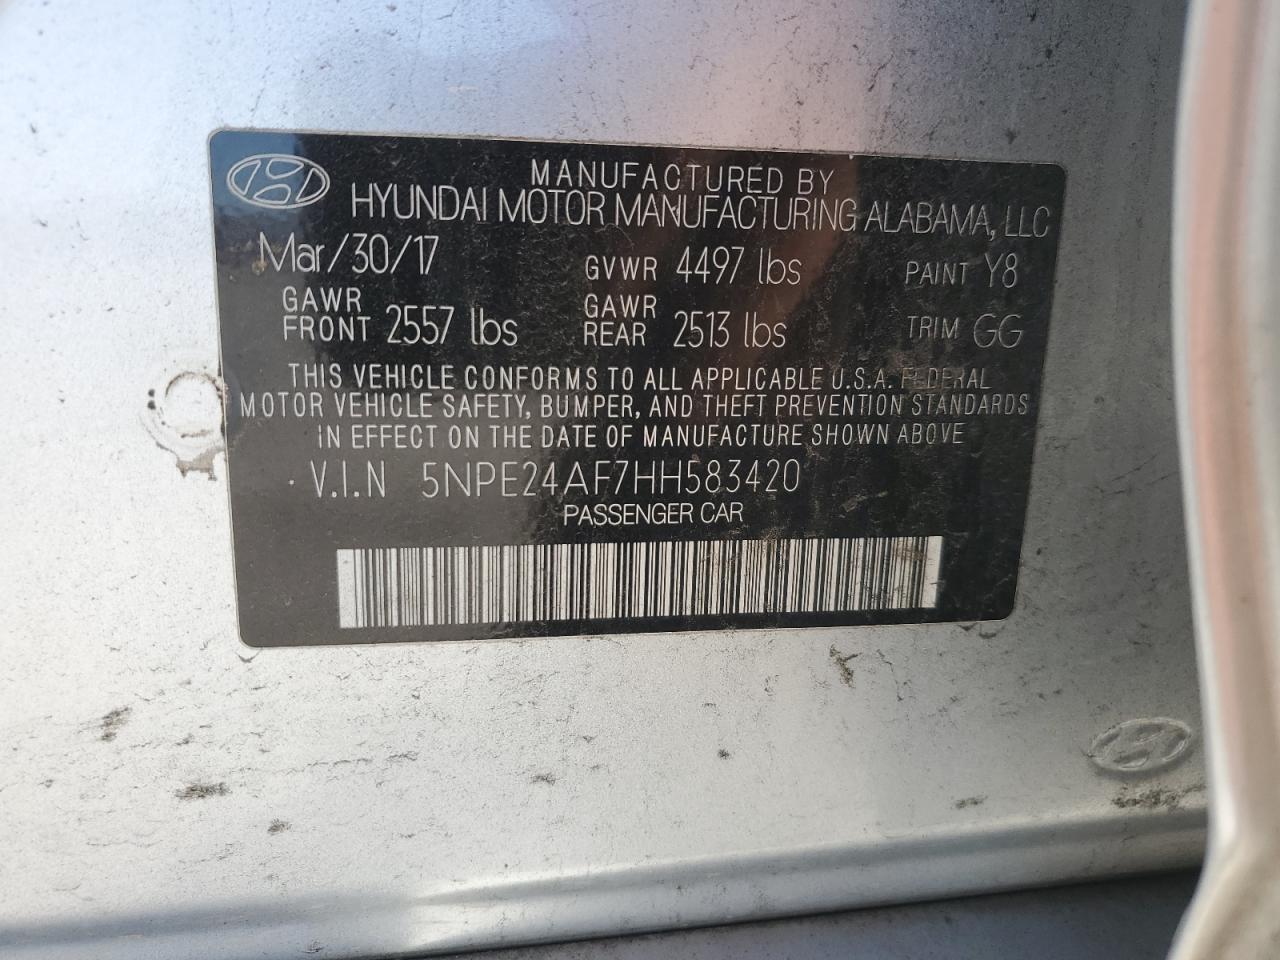 MANUFACTURED BY
HYUNDAI MOTOR MANUFACTURING ALABAMA, LLC
Mar/30/17 GVWR 4497 lbs PAINT Y8
GAWR FRONT 2557 lbs GAWR REAR 2513 lbs TRIM GG
THIS VEHICLE CONFORMS TO ALL APPLICABLE U.S.A. FEDERAL
MOTOR VEHICLE SAFETY, BUMPER, AND THEFT PREVENTION STANDARDS
IN EFFECT ON THE DATE OF MANUFACTURE SHOWN ABOVE
V.I.N 5NPE24AF7HH583420
PASSENGER CAR